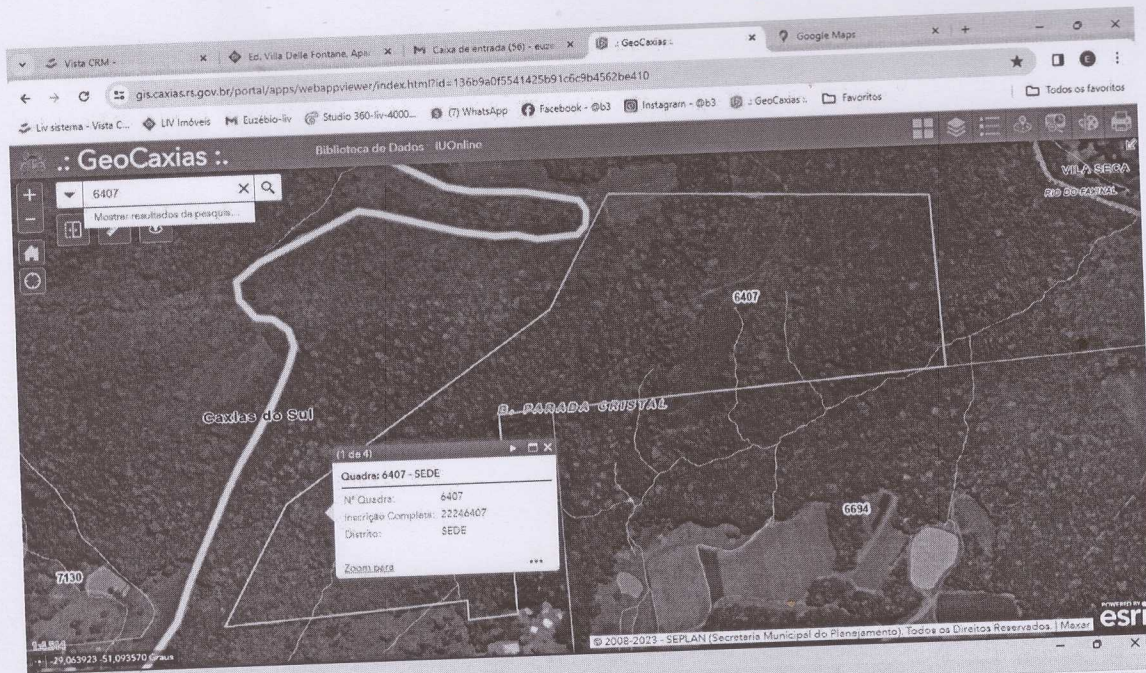 Vista CRM -
Ed. Villa Delle Fontane, Apa
Caixa de entrada (56) - euze
.: GeoCaxias :.
Google Maps
gis.caxias.rs.gov.br/portal/apps/webappviewer/index.html?id=136b9a0f5541425b91c6c9b4562be410
Liv sistema - Vista C...
LIV Imóveis
Euzébio-liv
Studio 360-liv-4000...
(7) WhatsApp
Facebook - @b3
Instagram - @b3
.: GeoCaxias :.
Favoritos
Todos os favoritos
.: GeoCaxias :.
Biblioteca de Dados
IUOnline
6407
Mostrar resultados da pesquisa...
VILA SECA
RIO DO FAXINAL
6407
Caxias do Sul
B. PARADA CRISTAL
(1 de 4)
Quadra: 6407 - SEDE
Nº Quadra: 6407
Inscrição Completa: 22246407
Distrito: SEDE
Zoom para
...
6694
7130
-29,063923 -51,093570 Graus
© 2008-2023 - SEPLAN (Secretaria Municipal do Planejamento). Todos os Direitos Reservados. | Maxar
POWERED BY
esri